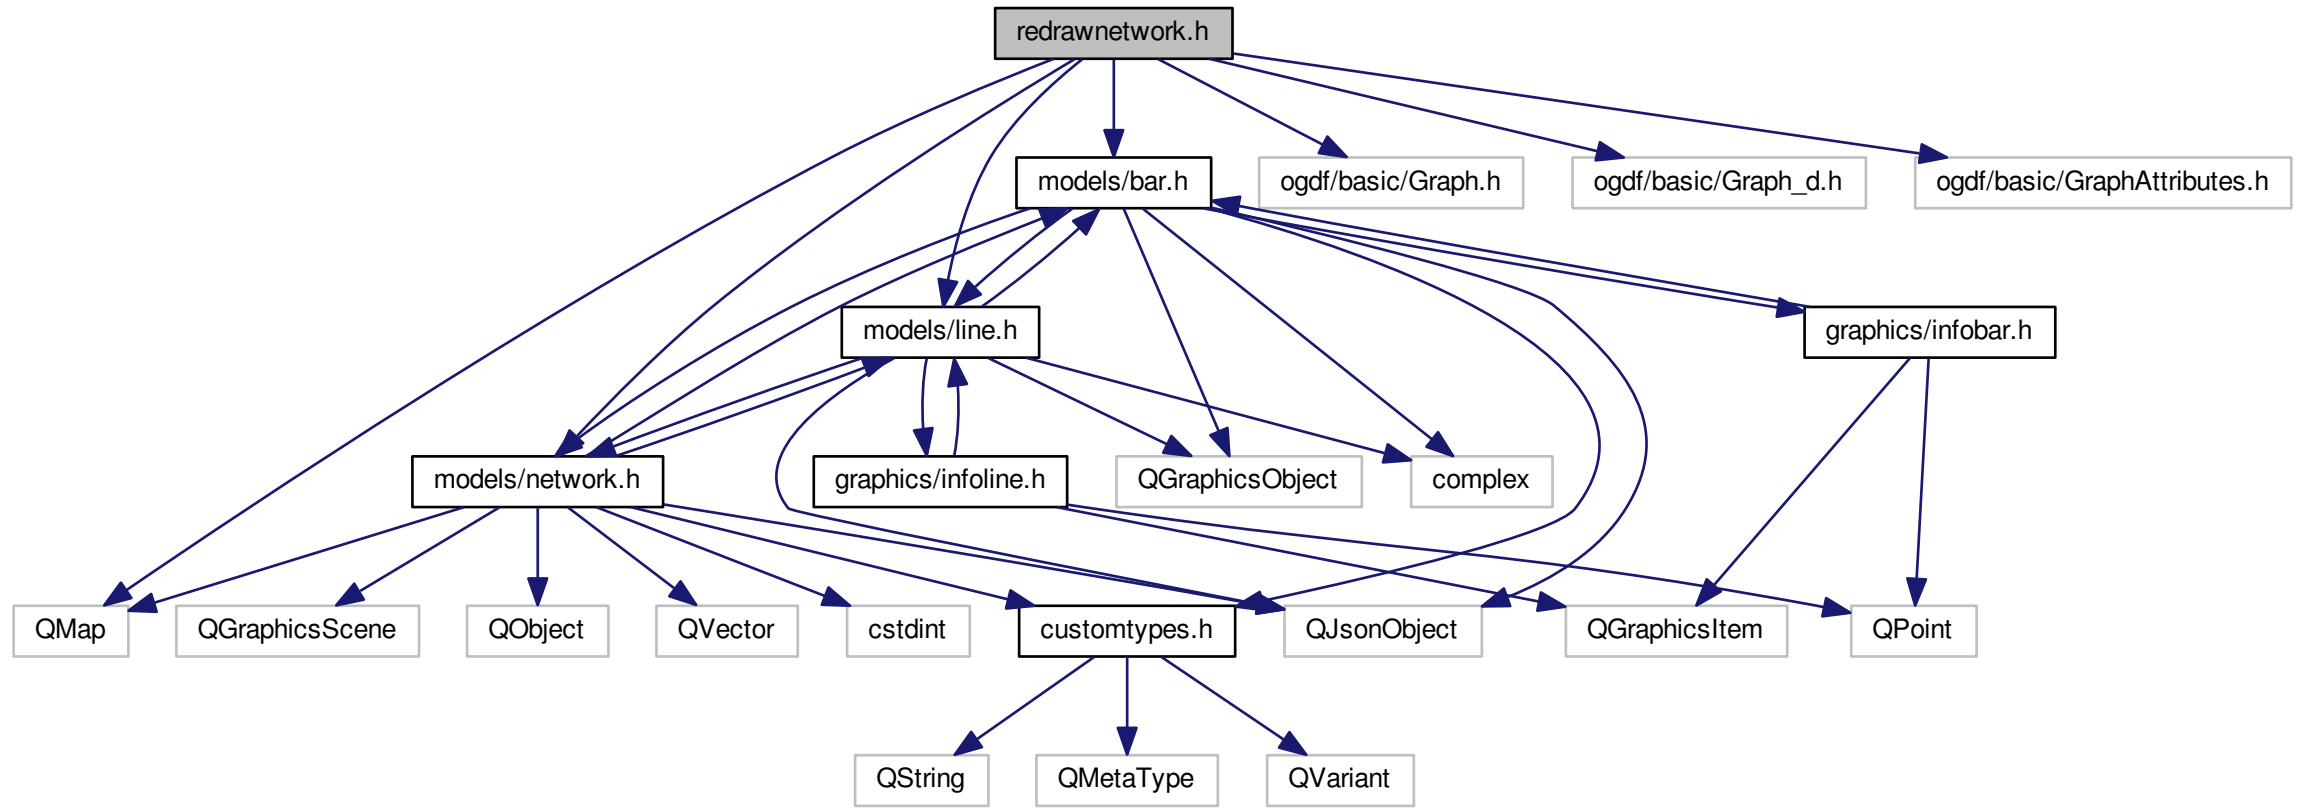 redrawnetwork.h
models/bar.h
ogdf/basic/Graph.h
ogdf/basic/Graph_d.h
ogdf/basic/GraphAttributes.h
models/line.h
graphics/infobar.h
models/network.h
graphics/infoline.h
QGraphicsObject
complex
QMap
QGraphicsScene
QObject
QVector
cstdint
customtypes.h
QJsonObject
QGraphicsItem
QPoint
QString
QMetaType
QVariant